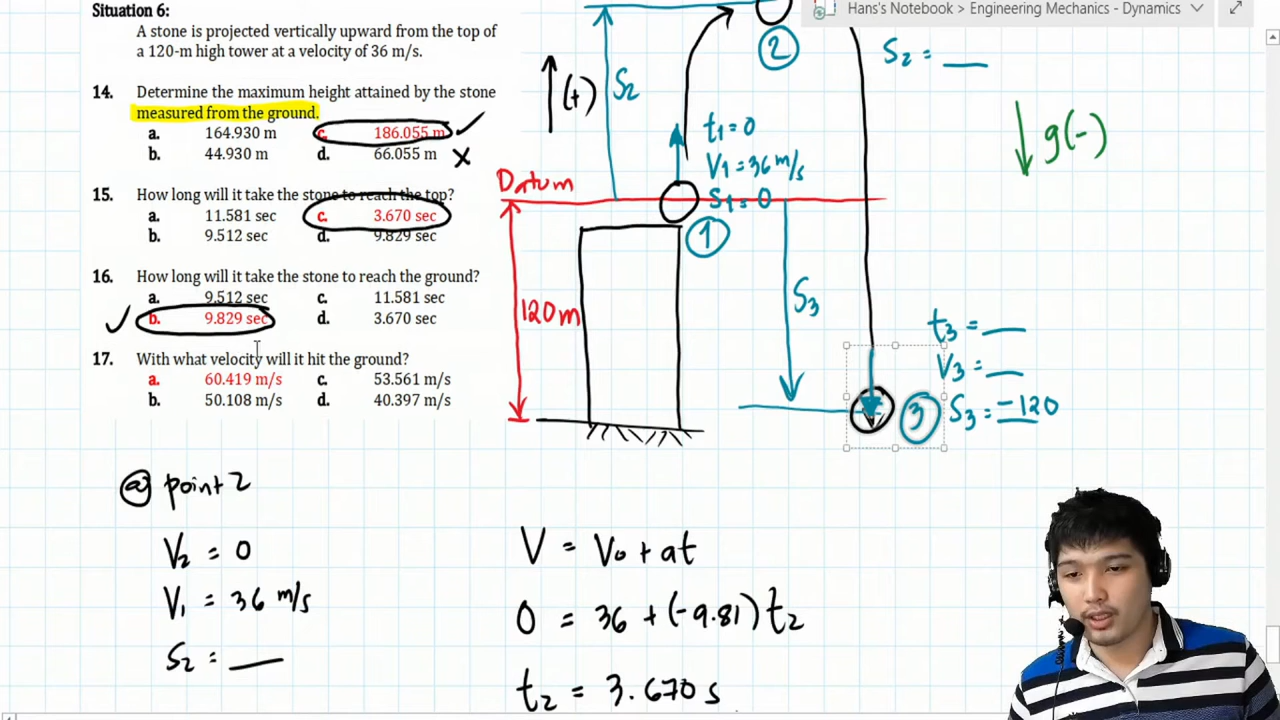 Situation 6:
A stone is projected vertically upward from the top of
a 120-m high tower at a velocity of 36 m/s.
14. Determine the maximum height attained by the stone
measured from the ground.
a. 164.930 m c. 186.055 m
b. 44.930 m d. 66.055 m
15. How long will it take the stone to reach the top?
a. 11.581 sec c. 3.670 sec
b. 9.512 sec d. 9.829 sec
16. How long will it take the stone to reach the ground?
a. 9.512 sec c. 11.581 sec
b. 9.829 sec d. 3.670 sec
17. With what velocity will it hit the ground?
a. 60.419 m/s c. 53.561 m/s
b. 50.108 m/s d. 40.397 m/s
Hans's Notebook > Engineering Mechanics - Dynamics
2
S2 = __
(+)
S2
g(-)
t1 = 0
V1 = 36 m/s
S1 = 0
Datum
1
120 m
S3
t3 = __
V3 = __
S3 = -120
3
@ point 2
V2 = 0
V1 = 36 m/s
S2 = __
V = V0 + at
0 = 36 + (-9.81) t2
t2 = 3.670 s